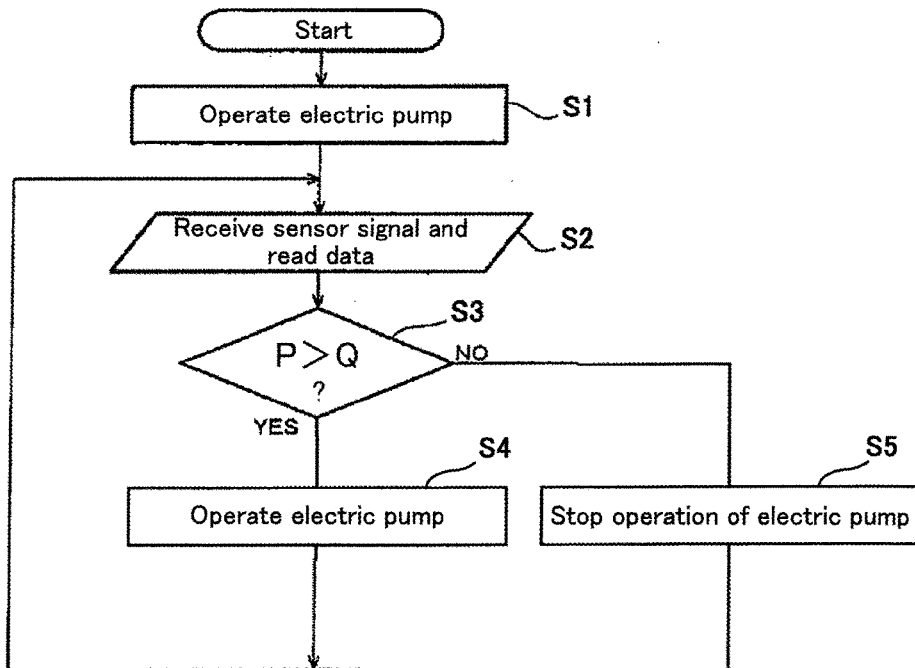 Start
Operate electric pump
S1
Receive sensor signal and
read data
S2
S3
P>Q
?
NO
YES
S4
Operate electric pump
S5
Stop operation of electric pump